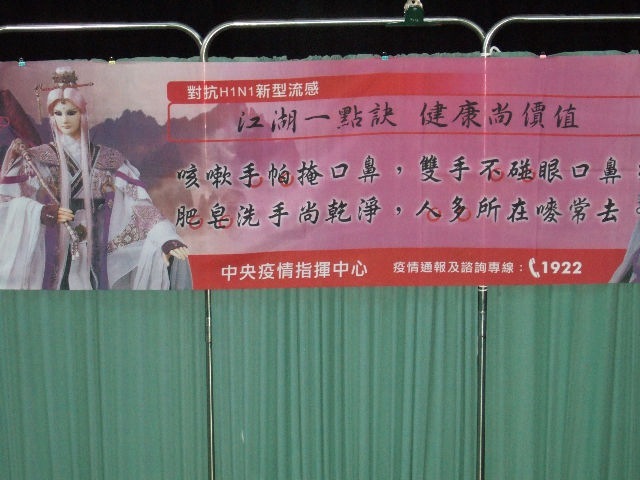 對抗H1N1新型流感
江湖一點訣 健康尚價值
咳嗽手帕掩口鼻，雙手不碰眼口鼻
肥皂洗手尚乾淨，人多所在嘜常去
中央疫情指揮中心 疫情通報及諮詢專線：1922